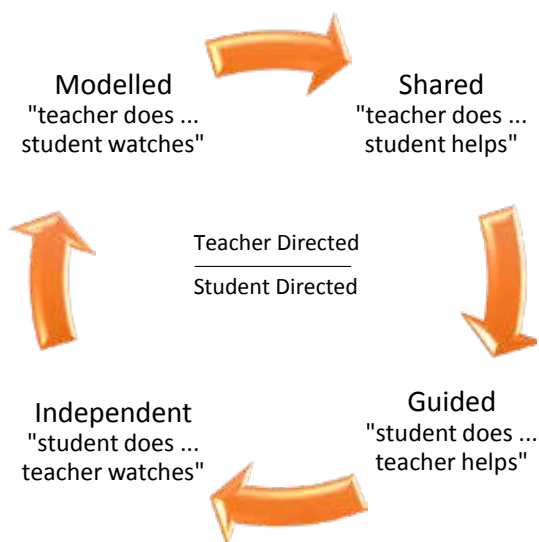 Modelled
"teacher does ...
student watches"
Shared
"teacher does ...
student helps"
Teacher Directed
Student Directed
Independent
"student does ...
teacher watches"
Guided
"student does ...
teacher helps"